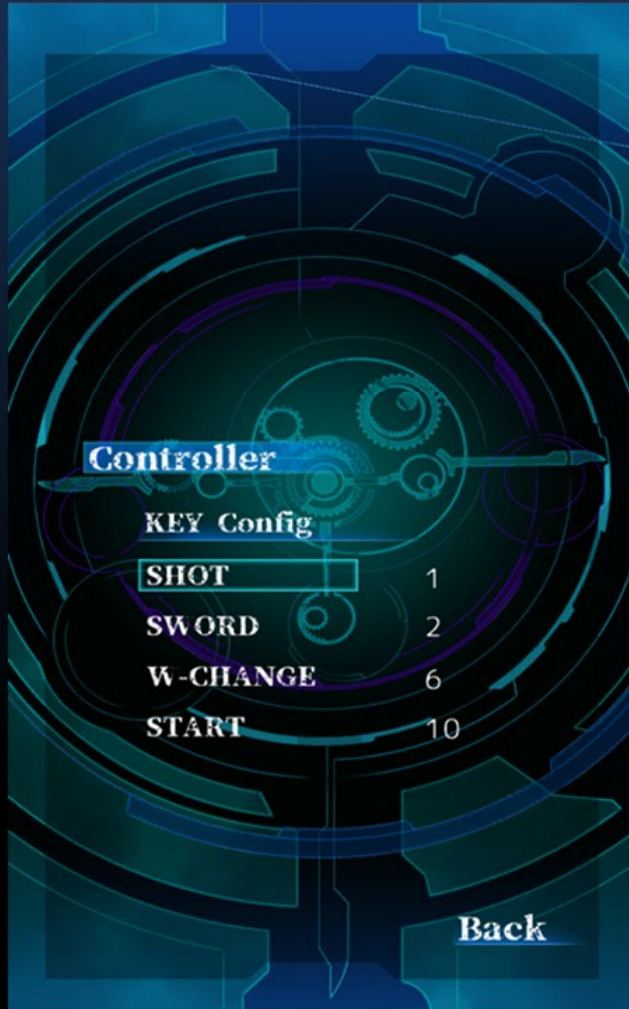 Controller
KEY Config
SHOT 1
SWORD 2
W-CHANGE 6
START 10
Back